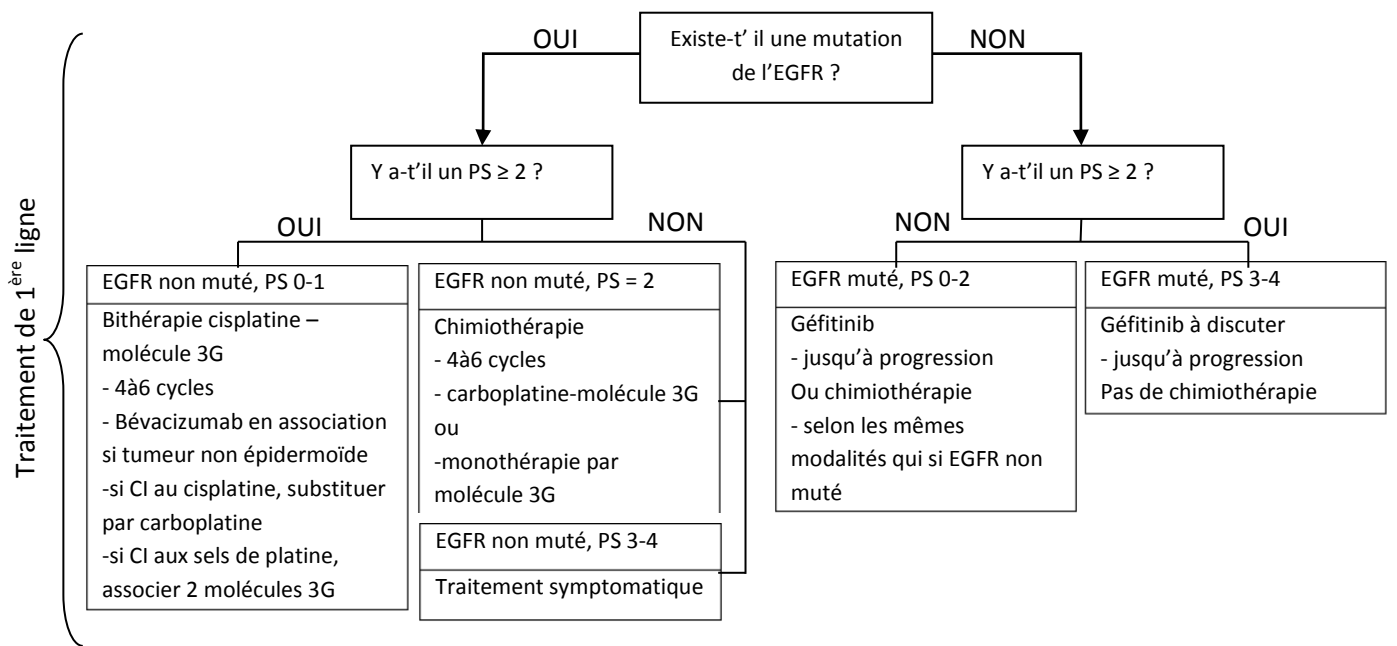 Traitement de 1ère ligne
Existe-t’ il une mutation
de l’EGFR ?
OUI
NON
Y a-t’il un PS ≥ 2 ?
OUI
NON
EGFR non muté, PS 0-1
Bithérapie cisplatine –
molécule 3G
- 4à6 cycles
- Bévacizumab en association
si tumeur non épidermoïde
-si CI au cisplatine, substituer
par carboplatine
-si CI aux sels de platine,
associer 2 molécules 3G
EGFR non muté, PS = 2
Chimiothérapie
- 4à6 cycles
- carboplatine-molécule 3G
ou
-monothérapie par
molécule 3G
EGFR non muté, PS 3-4
Traitement symptomatique
Y a-t’il un PS ≥ 2 ?
NON
OUI
EGFR muté, PS 0-2
Géfitinib
- jusqu’à progression
Ou chimiothérapie
- selon les mêmes
modalités qui si EGFR non
muté
EGFR muté, PS 3-4
Géfitinib à discuter
- jusqu’à progression
Pas de chimiothérapie